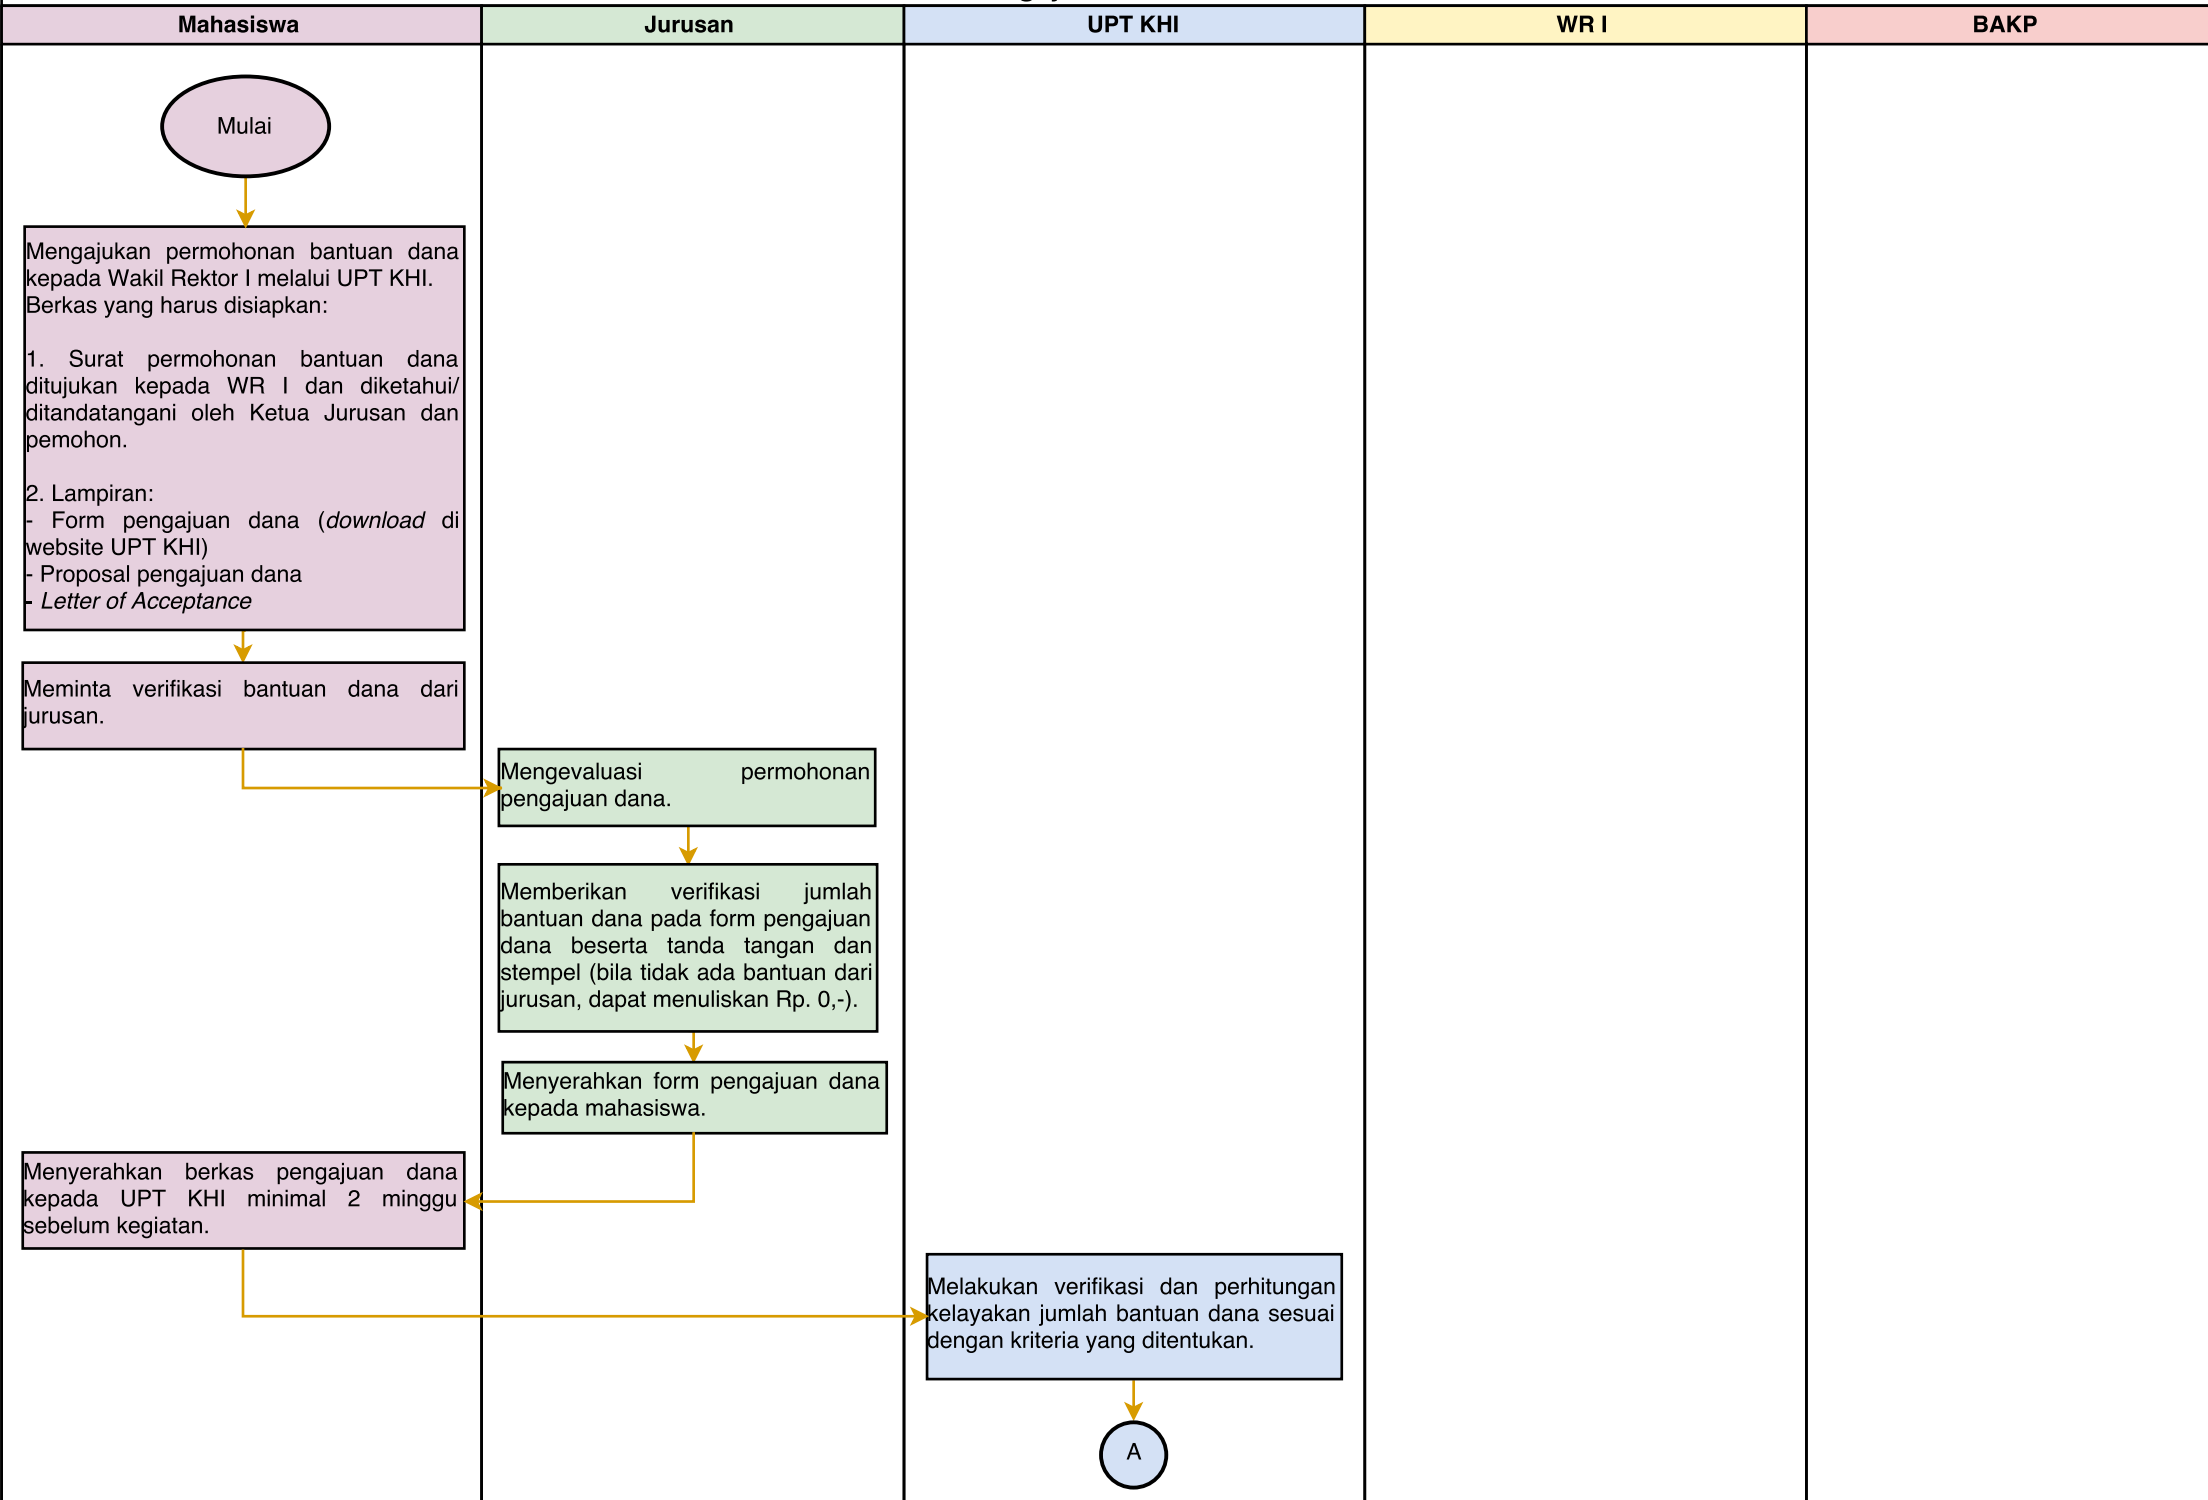 Mahasiswa
Jurusan
UPT KHI
WR I
BAKP
Mulai
Mengajukan permohonan bantuan dana
kepada Wakil Rektor I melalui UPT KHI.
Berkas yang harus disiapkan:
1. Surat permohonan bantuan dana
ditujukan kepada WR I dan diketahui/
ditandatangani oleh Ketua Jurusan dan
pemohon.
2. Lampiran:
- Form pengajuan dana (download di
website UPT KHI)
- Proposal pengajuan dana
- Letter of Acceptance
Meminta verifikasi bantuan dana dari
jurusan.
Mengevaluasi permohonan
pengajuan dana.
Memberikan verifikasi jumlah
bantuan dana pada form pengajuan
dana beserta tanda tangan dan
stempel (bila tidak ada bantuan dari
jurusan, dapat menuliskan Rp. 0,-).
Menyerahkan form pengajuan dana
kepada mahasiswa.
Menyerahkan berkas pengajuan dana
kepada UPT KHI minimal 2 minggu
sebelum kegiatan.
Melakukan verifikasi dan perhitungan
kelayakan jumlah bantuan dana sesuai
dengan kriteria yang ditentukan.
A